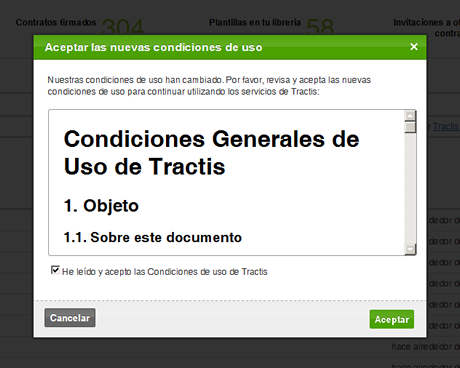 Contratos firmados 304 Plantillas en tu librería 58 Invitaciones a
Aceptar las nuevas condiciones de uso ×
Nuestras condiciones de uso han cambiado. Por favor, revisa y acepta las nuevas
condiciones de uso para continuar utilizando los servicios de Tractis:
Condiciones Generales de
Uso de Tractis
1. Objeto
1.1. Sobre este documento
He leído y acepto las Condiciones de uso de Tractis
Cancelar Aceptar
hace alrededor de